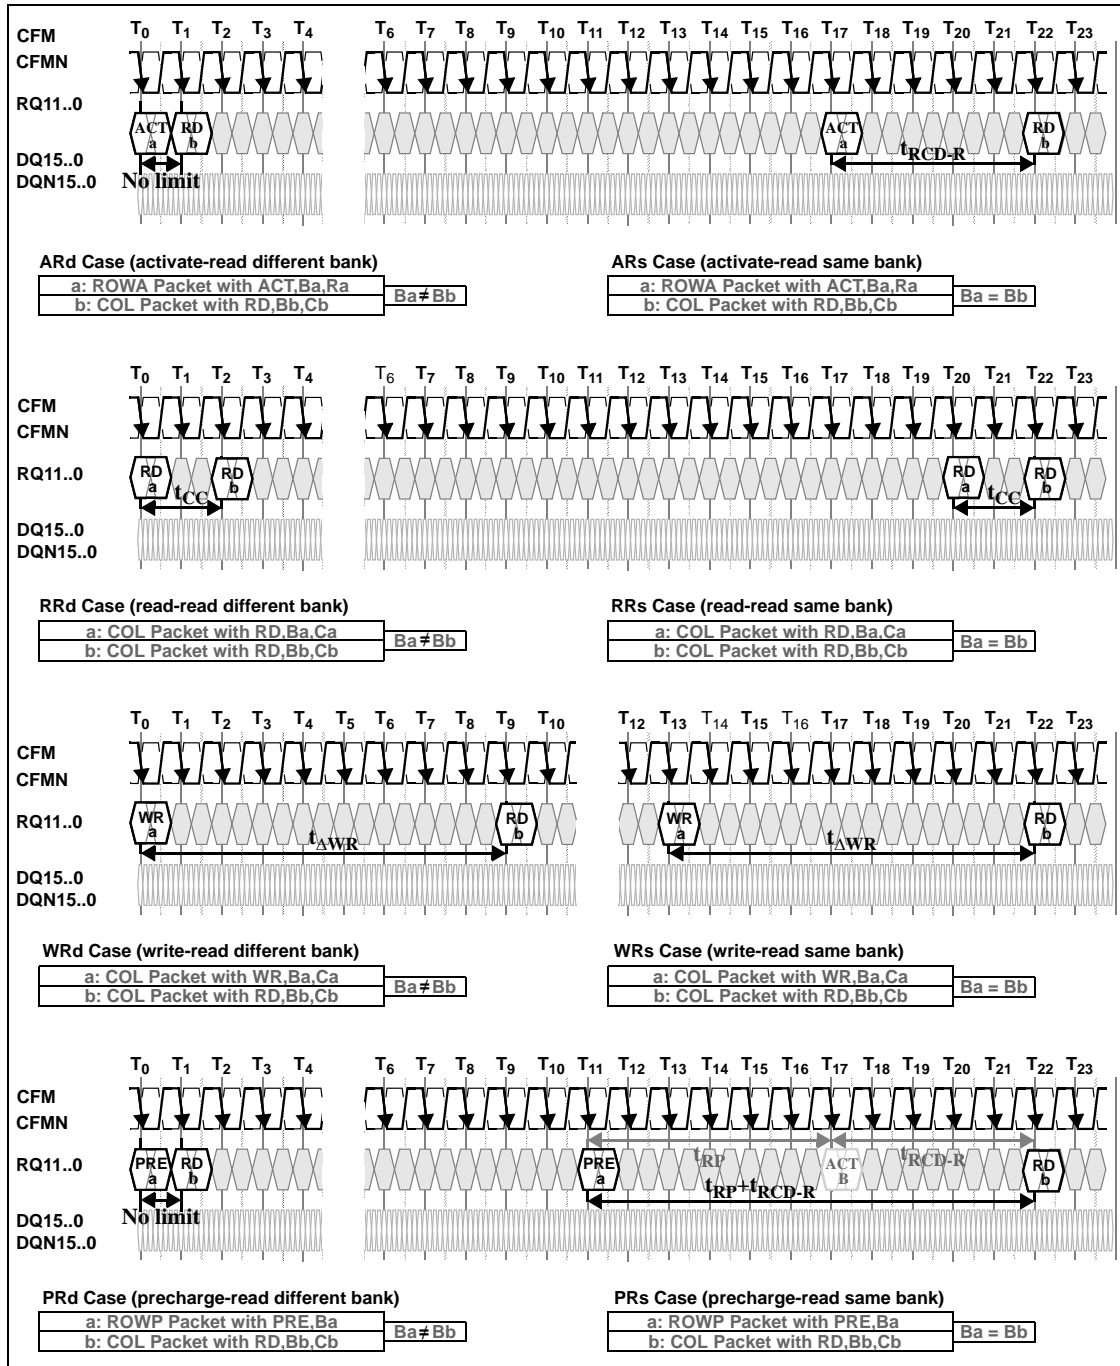 T0 T1 T2 T3 T4 T6 T7 T8 T9 T10 T11 T12 T13 T14 T15 T16 T17 T18 T19 T20 T21 T22 T23
CFM
CFMN
RQ11..0
ACT a RD b ACT a RD b
DQ15..0
DQN15..0
No limit tRCD-R
ARd Case (activate-read different bank)
a: ROWA Packet with ACT,Ba,Ra
b: COL Packet with RD,Bb,Cb
Ba≠Bb
ARs Case (activate-read same bank)
a: ROWA Packet with ACT,Ba,Ra
b: COL Packet with RD,Bb,Cb
Ba = Bb
T0 T1 T2 T3 T4 T6 T7 T8 T9 T10 T11 T12 T13 T14 T15 T16 T17 T18 T19 T20 T21 T22 T23
CFM
CFMN
RQ11..0
RD a RD b RD a RD b
tCC tCC
DQ15..0
DQN15..0
RRd Case (read-read different bank)
a: COL Packet with RD,Ba,Ca
b: COL Packet with RD,Bb,Cb
Ba≠Bb
RRs Case (read-read same bank)
a: COL Packet with RD,Ba,Ca
b: COL Packet with RD,Bb,Cb
Ba = Bb
T0 T1 T2 T3 T4 T5 T6 T7 T8 T9 T10 T12 T13 T14 T15 T16 T17 T18 T19 T20 T21 T22 T23
CFM
CFMN
RQ11..0
WR a RD b WR a RD b
tΔWR tΔWR
DQ15..0
DQN15..0
WRd Case (write-read different bank)
a: COL Packet with WR,Ba,Ca
b: COL Packet with RD,Bb,Cb
Ba≠Bb
WRs Case (write-read same bank)
a: COL Packet with WR,Ba,Ca
b: COL Packet with RD,Bb,Cb
Ba = Bb
T0 T1 T2 T3 T4 T6 T7 T8 T9 T10 T11 T12 T13 T14 T15 T16 T17 T18 T19 T20 T21 T22 T23
CFM
CFMN
RQ11..0
PRE a RD b PRE a tRP ACT B tRCD-R RD b
tRP+tRCD-R
No limit
DQ15..0
DQN15..0
PRd Case (precharge-read different bank)
a: ROWP Packet with PRE,Ba
b: COL Packet with RD,Bb,Cb
Ba≠Bb
PRs Case (precharge-read same bank)
a: ROWP Packet with PRE,Ba
b: COL Packet with RD,Bb,Cb
Ba = Bb